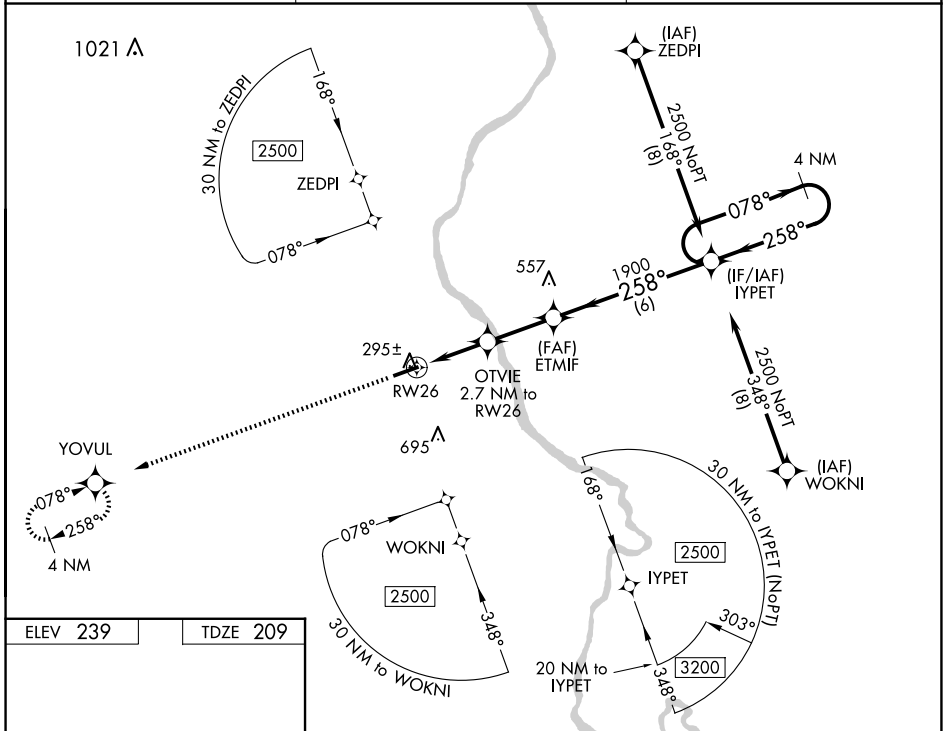 1021
(IAF)
ZEDPI
30 NM to ZEDPI
168°
2500
ZEDPI
078°
2500 NoPT
168°
(8)
4 NM
078°
258°
(IF/IAF)
IYPET
557
1900
258°
(6)
(FAF)
ETMIF
295±
RW26
OTVIE
2.7 NM to
RW26
695
2500 NoPT
348°
(8)
(IAF)
WOKNI
YOVUL
078°
258°
4 NM
078°
WOKNI
2500
348°
30 NM to WOKNI
168°
30 NM to IYPET (NoPT)
2500
IYPET
303°
20 NM to
IYPET
3200
348°
ELEV 239
TDZE 209